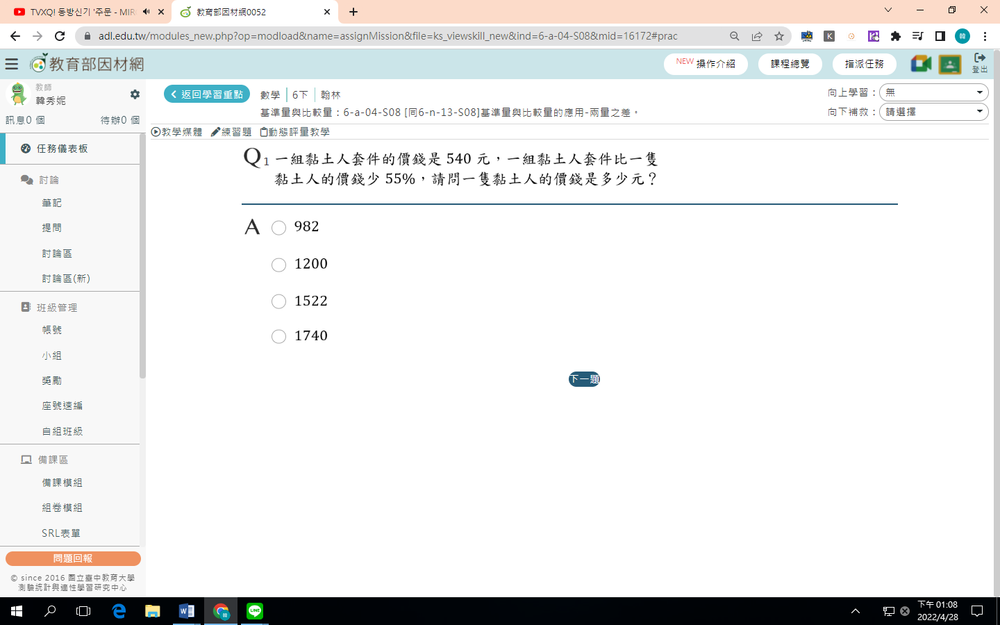 TVXQ! 동방신기 '주문 - MIR
教育部因材網0052
adl.edu.tw/modules_new.php?op=modload&name=assignMission&file=ks_viewskill_new&ind=6-a-04-S08&mid=16172#prac
K
韓
教育部因材網
NEW 操作介紹
課程總覽
指派任務
登出
教師
韓秀妮
訊息0 個
待辦0 個
任務儀表板
討論
筆記
提問
討論區
討論區(新)
班級管理
帳號
小組
獎勵
座號速編
自組班級
備課區
備課模組
組卷模組
SRL表單
問題回報
© since 2016 國立臺中教育大學
測驗統計與適性學習研究中心
返回學習重點
數學 6下 翰林
基準量與比較量：6-a-04-S08 [同6-n-13-S08]基準量與比較量的應用-兩量之差。
向上學習： 無
向下補救： 請選擇
教學媒體 練習題 動態評量教學
Q1 一組黏土人套件的價錢是 540 元，一組黏土人套件比一隻
黏土人的價錢少 55%，請問一隻黏土人的價錢是多少元？
A 982
1200
1522
1740
下一題
LINE
下午 01:08
2022/4/28